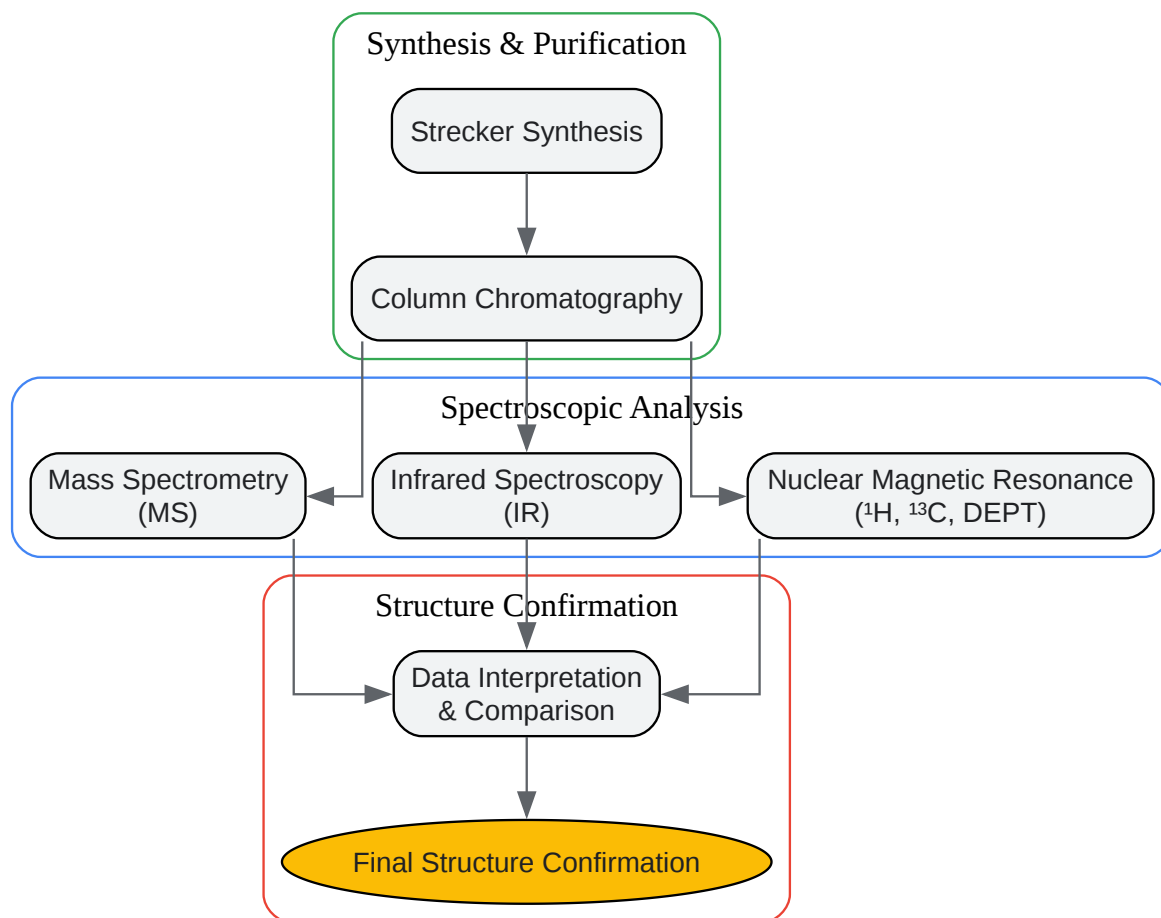 Synthesis & Purification
Strecker Synthesis
Column Chromatography
Spectroscopic Analysis
Mass Spectrometry
(MS)
Infrared Spectroscopy
(IR)
Nuclear Magnetic Resonance
(¹H, ¹³C, DEPT)
Structure Confirmation
Data Interpretation
& Comparison
Final Structure Confirmation